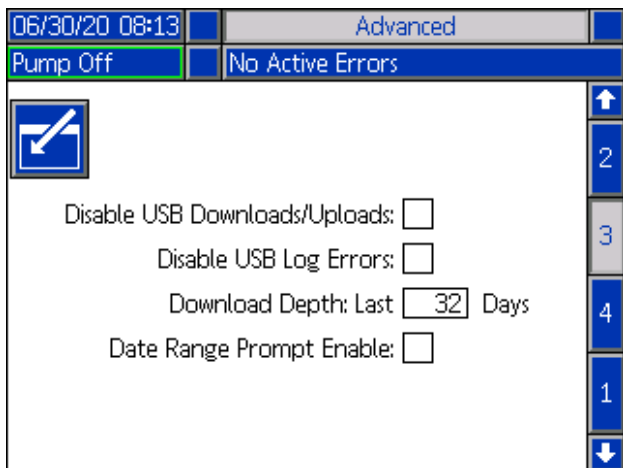 06/30/20 08:13 Advanced
Pump Off No Active Errors
2
Disable USB Downloads/Uploads:
3
Disable USB Log Errors:
Download Depth: Last 32 Days
4
Date Range Prompt Enable:
1